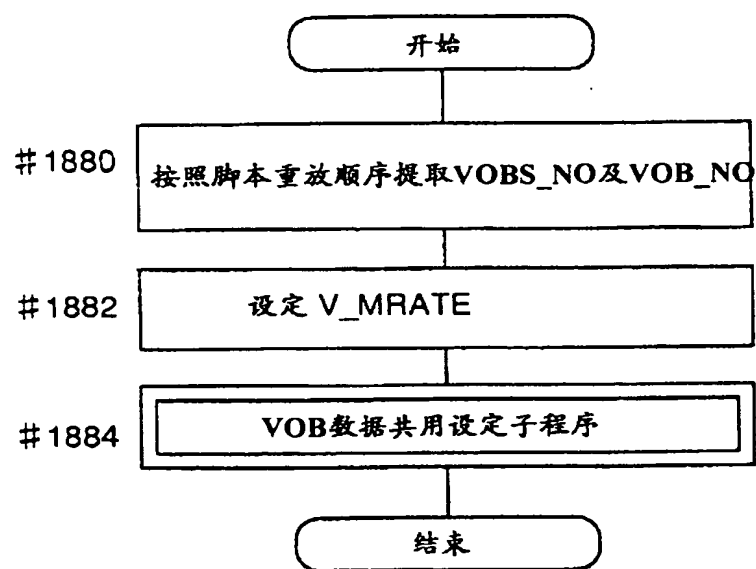 开始
#1880
按照脚本重放顺序提取VOBS_NO及VOB_NO
#1882
设定 V_MRATE
#1884
VOB数据共用设定子程序
结束